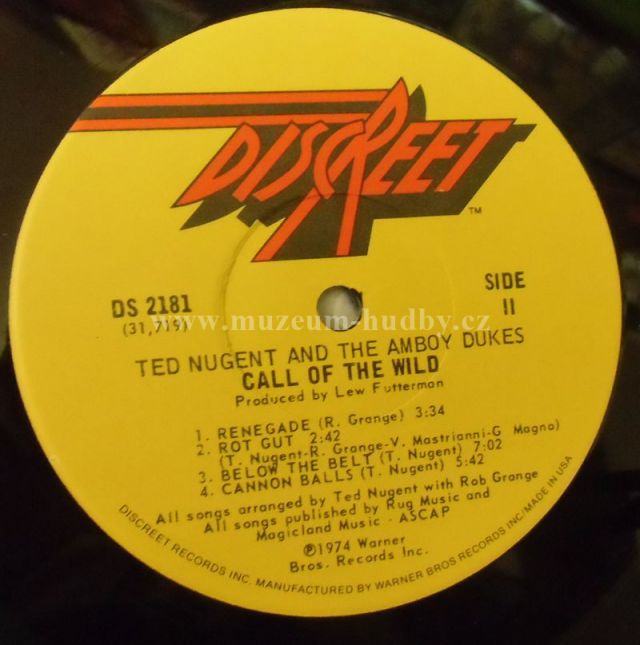 DISCREET
TM
DS 2181
(31,719)
SIDE
II
www.muzeum-hudby.cz
TED NUGENT AND THE AMBOY DUKES
CALL OF THE WILD
Produced by Lew Futterman
1. RENEGADE (R. Grange) 3:34
2. ROT GUT 2:42
(T. Nugent-R. Grange-V. Mastrianni-G Magno)
3. BELOW THE BELT (T. Nugent) 7:02
4. CANNON BALLS (T. Nugent) 5:42
All songs arranged by Ted Nugent with Rob Grange
All songs published by Rug Music and
Magicland Music - ASCAP
℗1974 Warner
Bros. Records Inc.
DISCREET RECORDS INC. MANUFACTURED BY WARNER BROS RECORDS INC/MADE IN USA